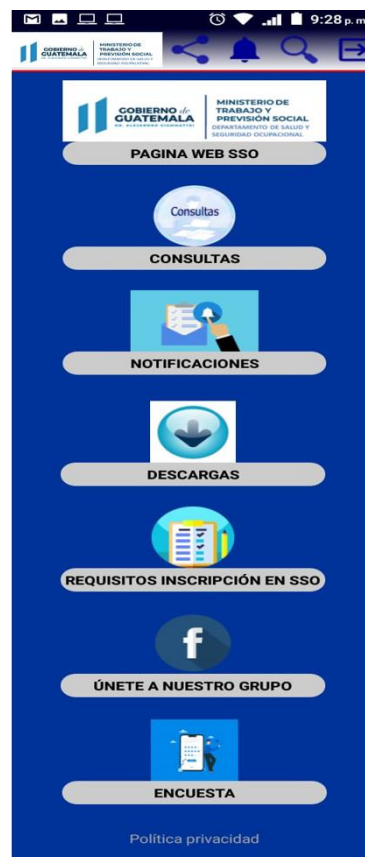 9:28 p. m.
GOBIERNO de
GUATEMALA
MINISTERIO DE
TRABAJO Y
PREVISIÓN SOCIAL
GOBIERNO de
GUATEMALA
DR. ALEJANDRO GIAMMATTEI
MINISTERIO DE
TRABAJO Y
PREVISIÓN SOCIAL
DEPARTAMENTO DE SALUD Y
SEGURIDAD OCUPACIONAL
PAGINA WEB SSO
Consultas
CONSULTAS
NOTIFICACIONES
DESCARGAS
REQUISITOS INSCRIPCIÓN EN SSO
f
ÚNETE A NUESTRO GRUPO
ENCUESTA
Política privacidad